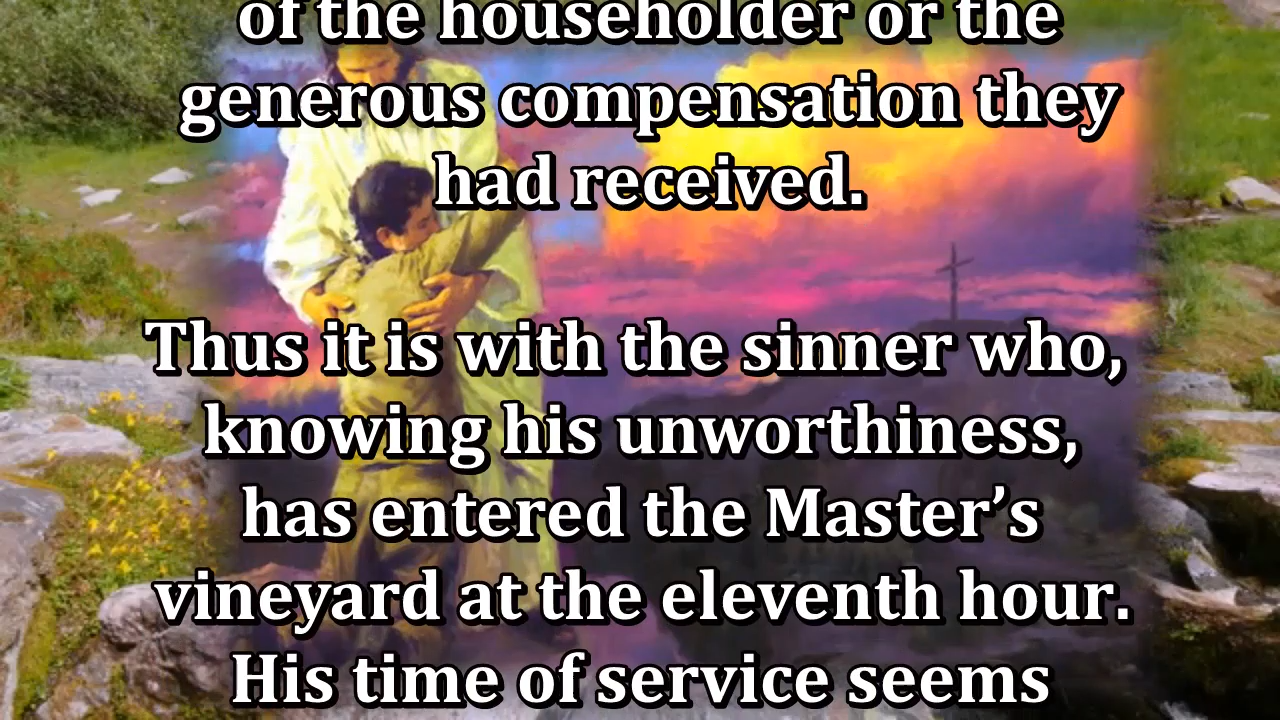 of the householder or the
generous compensation they
had received.
Thus it is with the sinner who,
knowing his unworthiness,
has entered the Master’s
vineyard at the eleventh hour.
His time of service seems